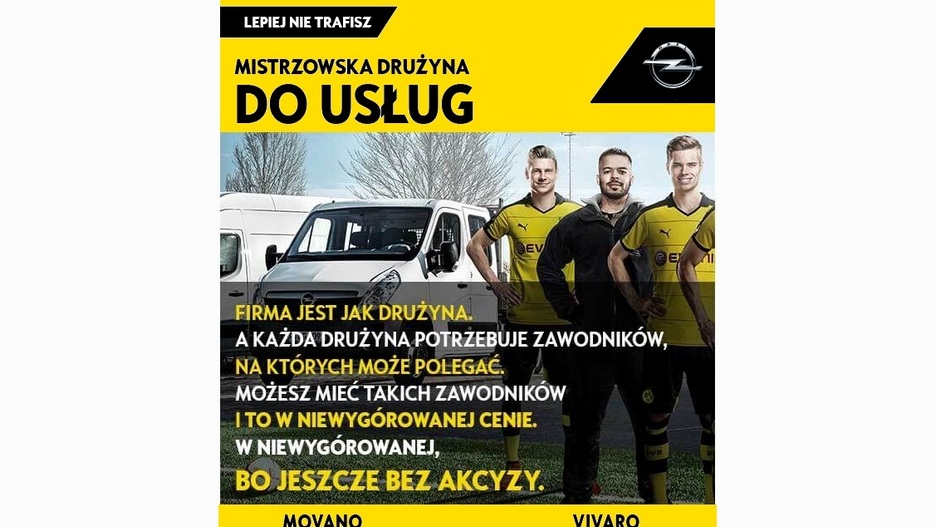 LEPIEJ NIE TRAFISZ
OPEL
MISTRZOWSKA DRUŻYNA
DO USŁUG
FIRMA JEST JAK DRUŻYNA.
A KAŻDA DRUŻYNA POTRZEBUJE ZAWODNIKÓW,
NA KTÓRYCH MOŻE POLEGAĆ.
MOŻESZ MIEĆ TAKICH ZAWODNIKÓW
I TO W NIEWYGÓROWANEJ CENIE.
W NIEWYGÓROWANEJ,
BO JESZCZE BEZ AKCYZY.
MOVANO VIVARO